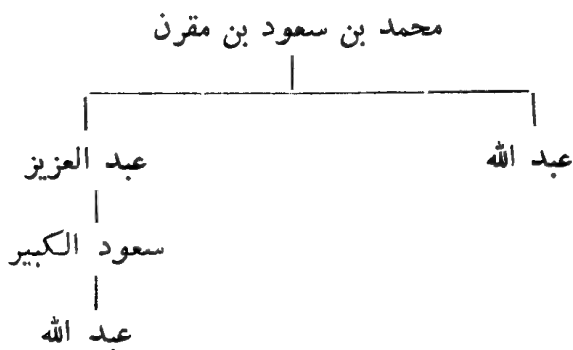 محمد بن سعود بن مقرن
عبد الله
عبد العزيز
سعود الكبير
عبد الله